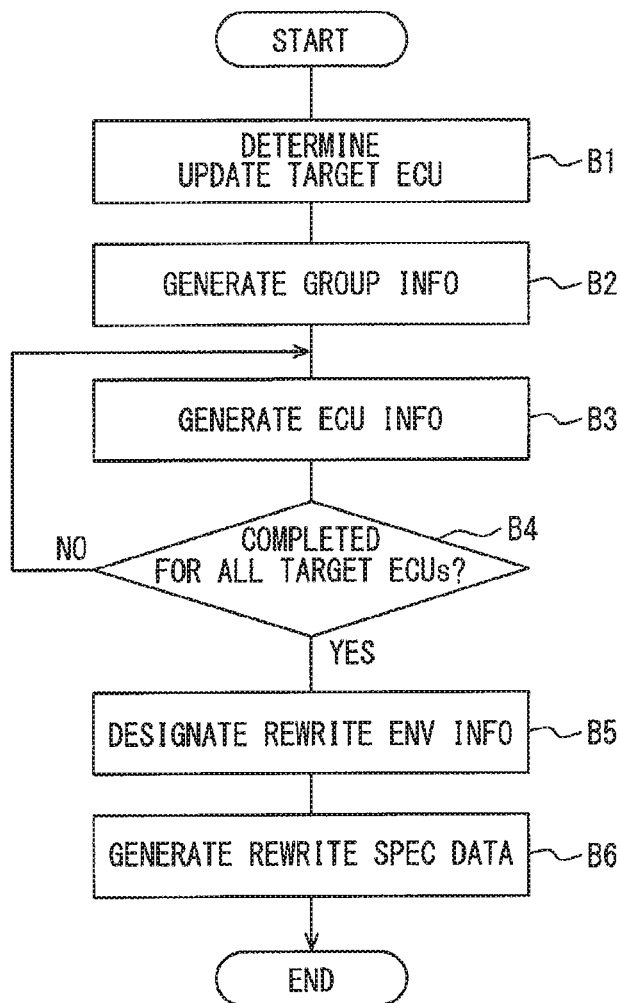 START
DETERMINE
UPDATE TARGET ECU
B1
GENERATE GROUP INFO
B2
GENERATE ECU INFO
B3
COMPLETED
FOR ALL TARGET ECUs?
B4
NO
YES
DESIGNATE REWRITE ENV INFO
B5
GENERATE REWRITE SPEC DATA
B6
END